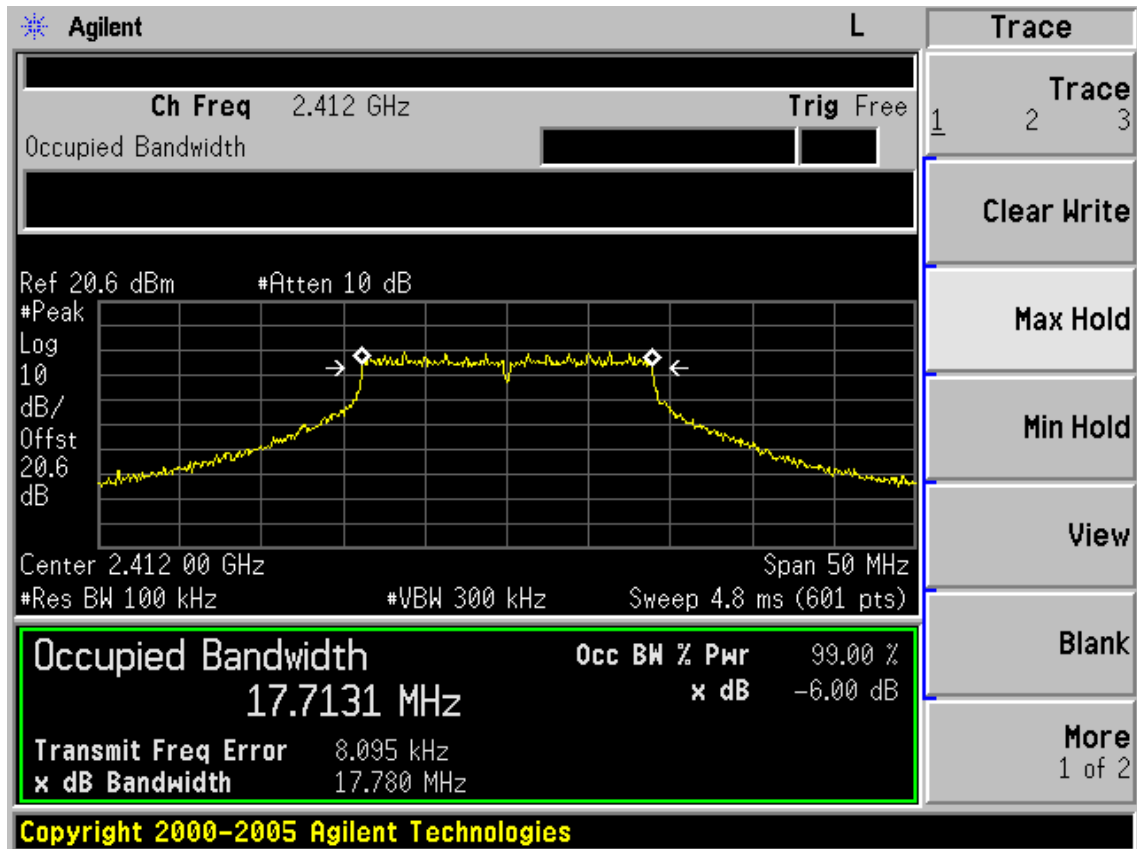 Agilent L
Trace
Ch Freq 2.412 GHz Trig Free
Occupied Bandwidth
Trace
1 2 3
Clear Write
Max Hold
Min Hold
View
Blank
More
1 of 2
Ref 20.6 dBm #Atten 10 dB
#Peak
Log
10
dB/
Offst
20.6
dB
Center 2.412 00 GHz Span 50 MHz
#Res BW 100 kHz #VBW 300 kHz Sweep 4.8 ms (601 pts)
Occupied Bandwidth Occ BW % Pwr 99.00 %
17.7131 MHz x dB -6.00 dB
Transmit Freq Error 8.095 kHz
x dB Bandwidth 17.780 MHz
Copyright 2000-2005 Agilent Technologies